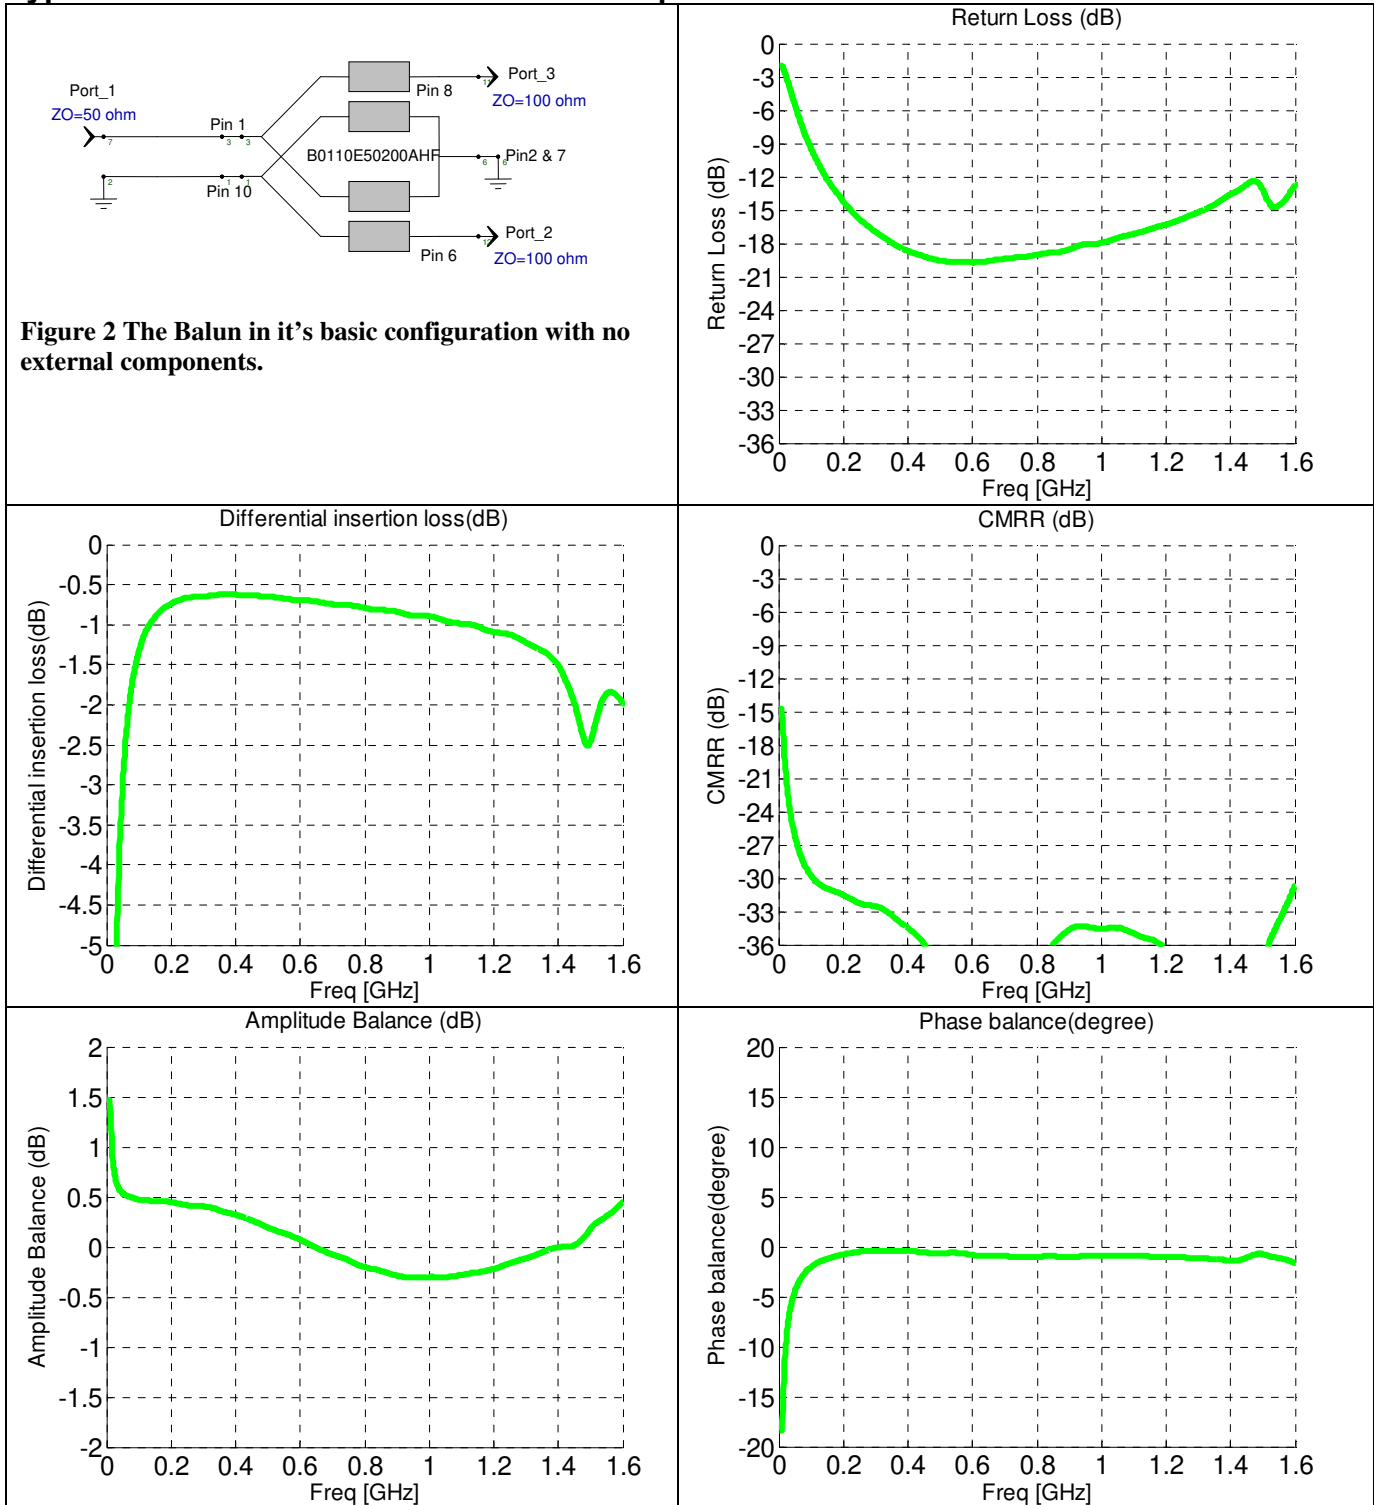 Port_1
ZO=50 ohm
7
2
Pin 1
3 3
1 1
Pin 10
Pin 8
11
Port_3
ZO=100 ohm
B0110E50200AHF
6 6
Pin2 & 7
Pin 6
Port_2
ZO=100 ohm
Figure 2 The Balun in it's basic configuration with no
external components.
Return Loss (dB)
Return Loss (dB)
0
-3
-6
-9
-12
-15
-18
-21
-24
-27
-30
-33
-36
0 0.2 0.4 0.6 0.8 1 1.2 1.4 1.6
Freq [GHz]
Differential insertion loss(dB)
Differential insertion loss(dB)
0
-0.5
-1
-1.5
-2
-2.5
-3
-3.5
-4
-4.5
-5
0 0.2 0.4 0.6 0.8 1 1.2 1.4 1.6
Freq [GHz]
CMRR (dB)
CMRR (dB)
0
-3
-6
-9
-12
-15
-18
-21
-24
-27
-30
-33
-36
0 0.2 0.4 0.6 0.8 1 1.2 1.4 1.6
Freq [GHz]
Amplitude Balance (dB)
Amplitude Balance (dB)
2
1.5
1
0.5
0
-0.5
-1
-1.5
-2
0 0.2 0.4 0.6 0.8 1 1.2 1.4 1.6
Freq [GHz]
Phase balance(degree)
Phase balance(degree)
20
15
10
5
0
-5
-10
-15
-20
0 0.2 0.4 0.6 0.8 1 1.2 1.4 1.6
Freq [GHz]